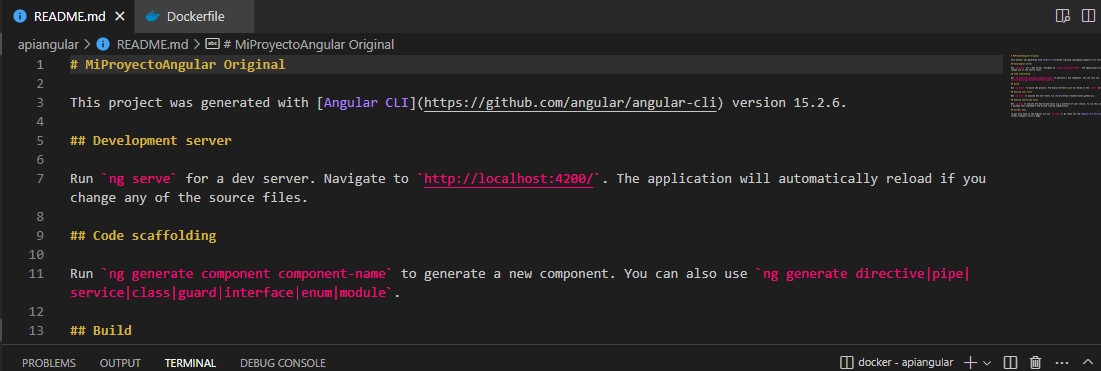 README.md
Dockerfile
apiangular > README.md > # MiProyectoAngular Original
1 # MiProyectoAngular Original
2
3 This project was generated with [Angular CLI](https://github.com/angular/angular-cli) version 15.2.6.
4
5 ## Development server
6
7 Run `ng serve` for a dev server. Navigate to `http://localhost:4200/`. The application will automatically reload if you
change any of the source files.
8
9 ## Code scaffolding
10
11 Run `ng generate component component-name` to generate a new component. You can also use `ng generate directive|pipe|
service|class|guard|interface|enum|module`.
12
13 ## Build
PROBLEMS OUTPUT TERMINAL DEBUG CONSOLE docker - apiangular